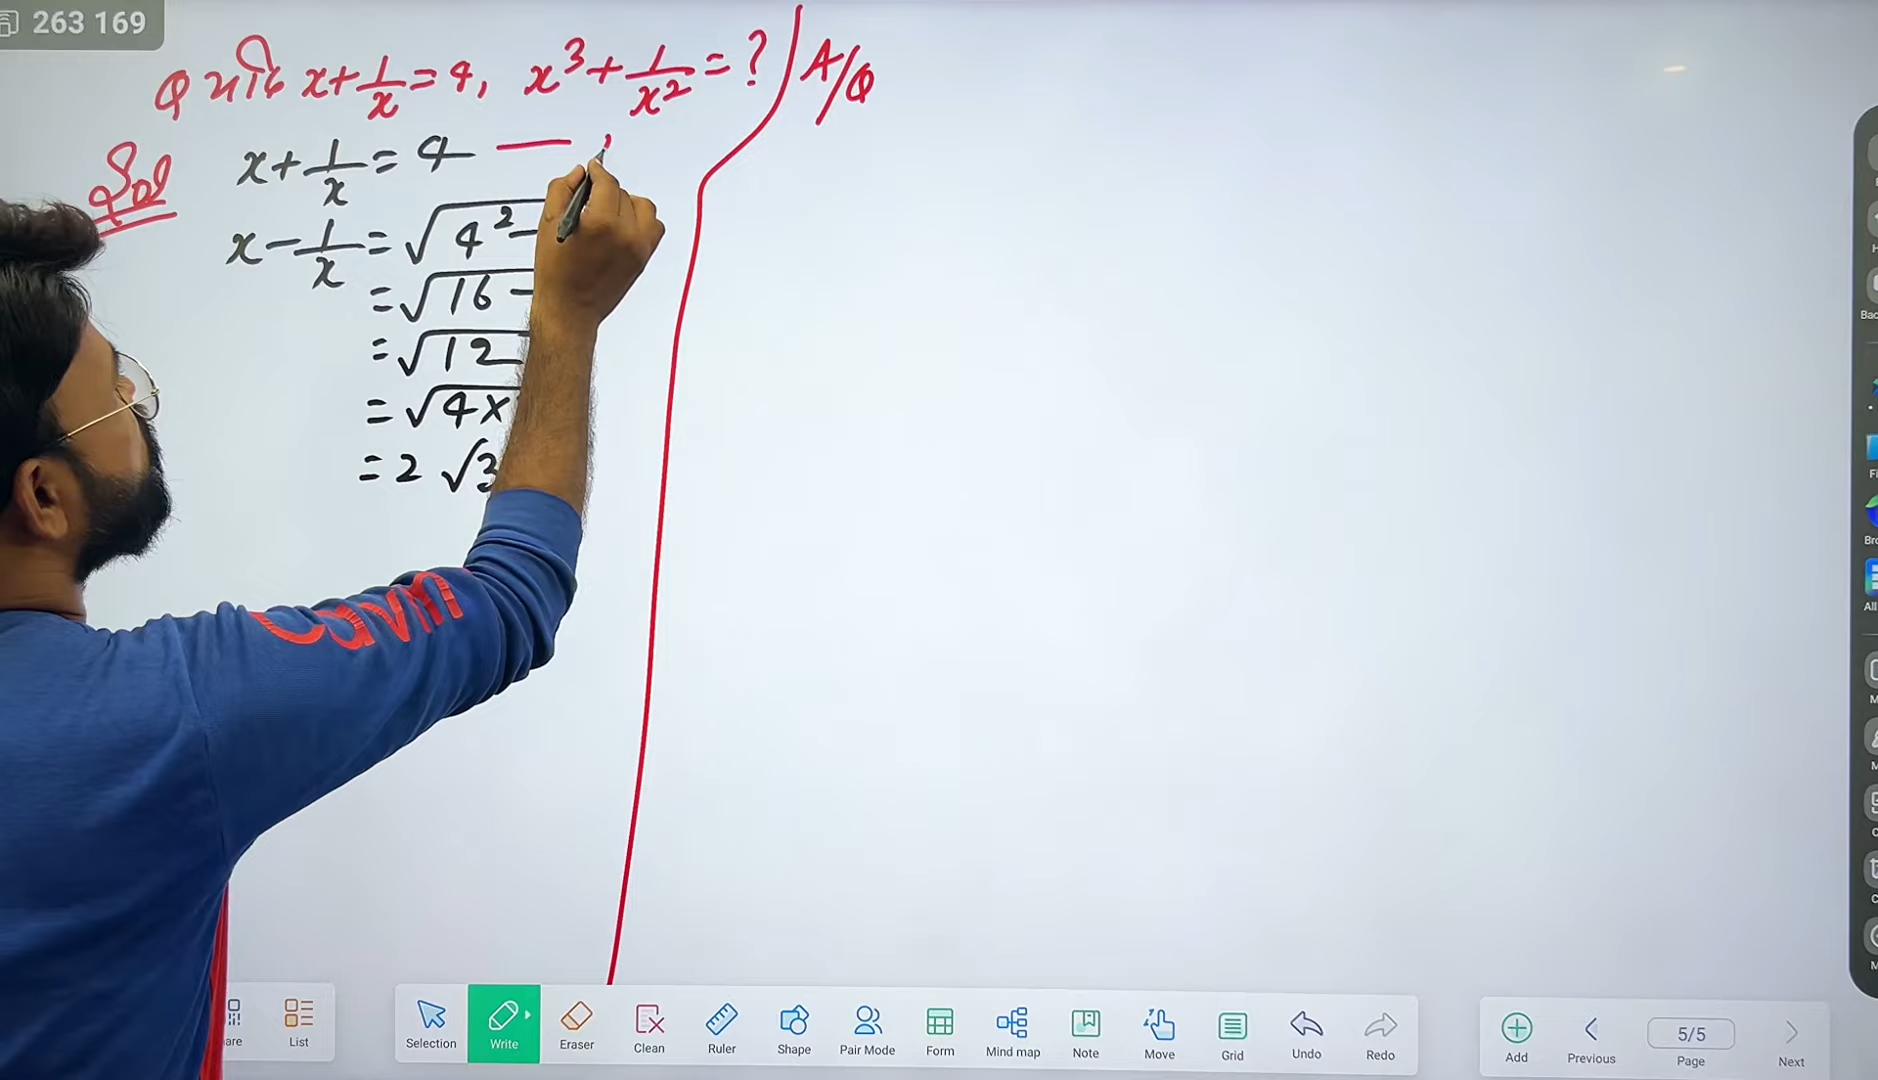 263 169
Q यदि x + 1/x = 4, x³ + 1/x² = ? A/Q
Sol x + 1/x = 4 —
x - 1/x = √4² -
= √16 -
= √12
= √4×
= 2 √3
List
Selection
Write
Eraser
Clean
Ruler
Shape
Pair Mode
Form
Mind map
Note
Move
Grid
Undo
Redo
Add
Previous
5/5
Page
Next